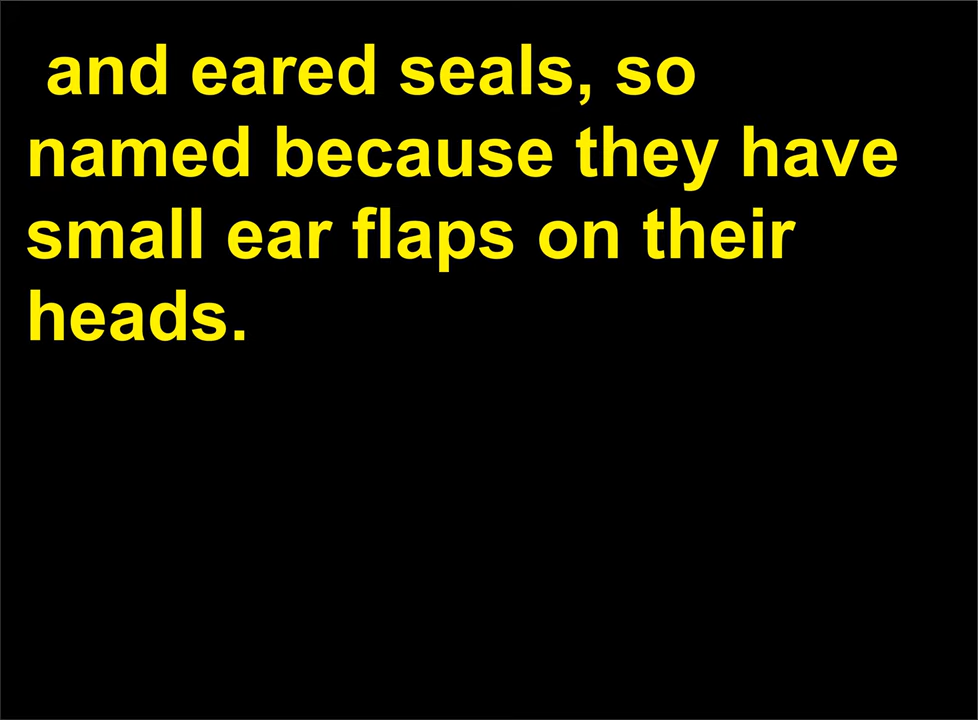 and eared seals, so
named because they have
small ear flaps on their
heads.